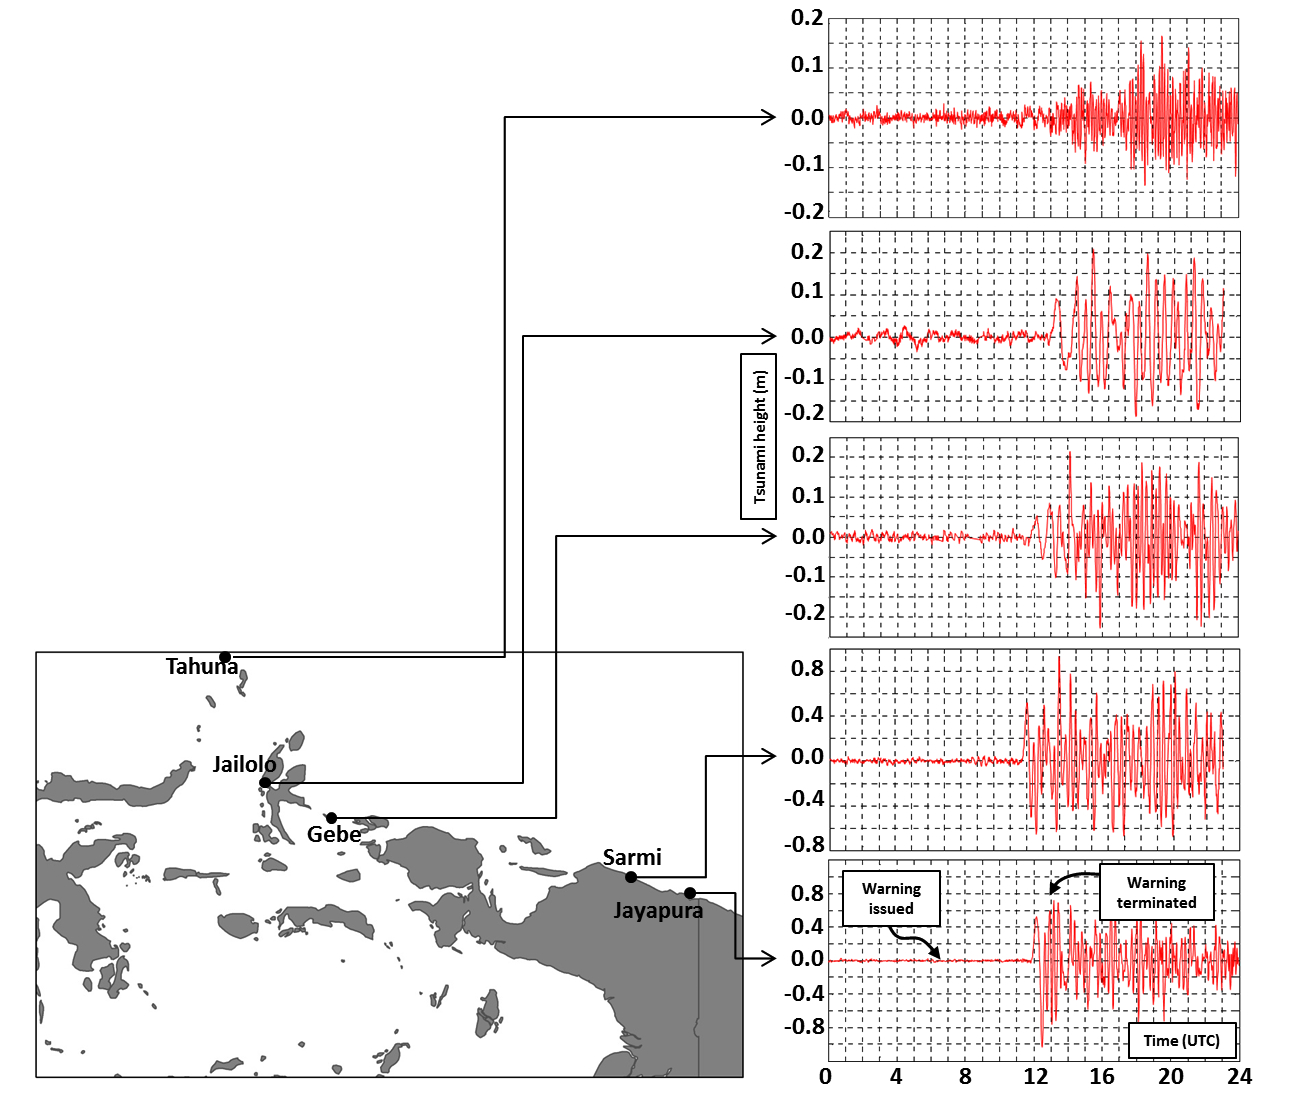 0.2
0.1
0.0
-0.1
-0.2
0.2
0.1
0.0
-0.1
-0.2
Tsunami height (m)
0.2
0.1
0.0
-0.1
-0.2
Tahuna
Jailolo
Gebe
Sarmi
Jayapura
0.8
0.4
0.0
-0.4
-0.8
0.8
0.4
0.0
-0.4
-0.8
Warning
issued
Warning
terminated
Time (UTC)
0 4 8 12 16 20 24